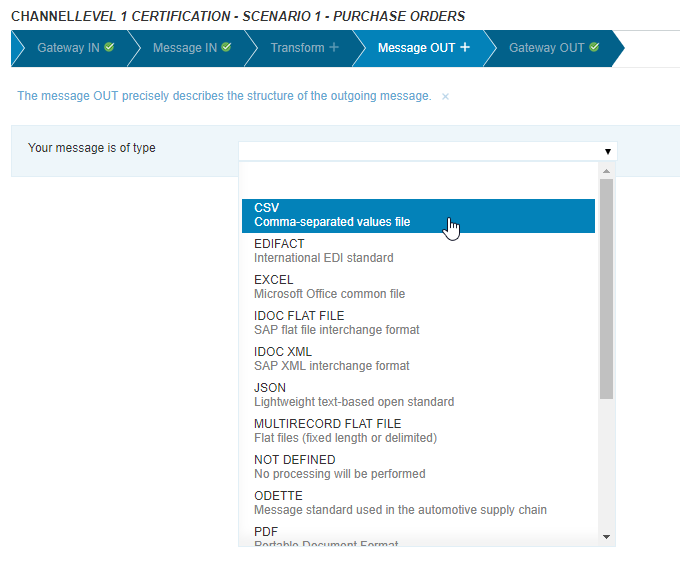 CHANNELLEVEL 1 CERTIFICATION - SCENARIO 1 - PURCHASE ORDERS
Gateway IN Message IN Transform + Message OUT + Gateway OUT
The message OUT precisely describes the structure of the outgoing message. ×
Your message is of type
CSV
Comma-separated values file
EDIFACT
International EDI standard
EXCEL
Microsoft Office common file
IDOC FLAT FILE
SAP flat file interchange format
IDOC XML
SAP XML interchange format
JSON
Lightweight text-based open standard
MULTIRECORD FLAT FILE
Flat files (fixed length or delimited)
NOT DEFINED
No processing will be performed
ODETTE
Message standard used in the automotive supply chain
PDF
Portable Document Format